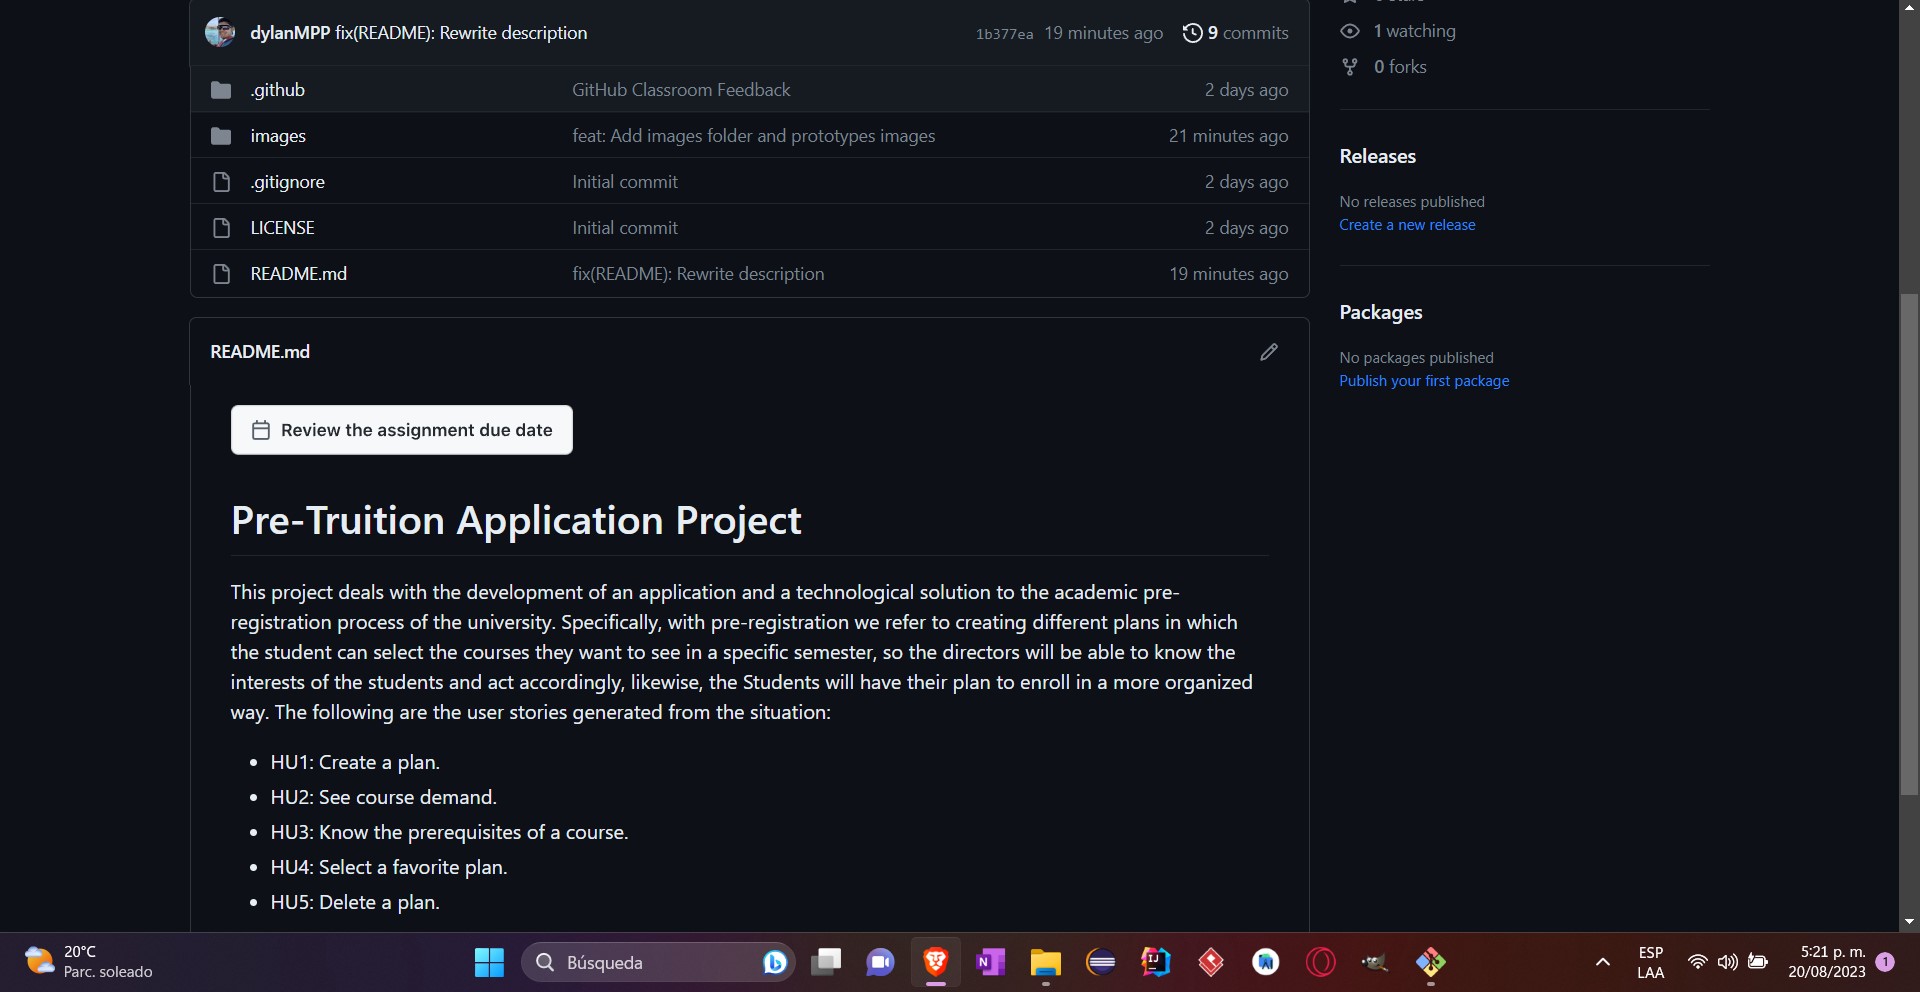 1 watching
0 forks
dylanMPP fix(README): Rewrite description 1b377ea 19 minutes ago 9 commits
.github GitHub Classroom Feedback 2 days ago
images feat: Add images folder and prototypes images 21 minutes ago
.gitignore Initial commit 2 days ago
LICENSE Initial commit 2 days ago
README.md fix(README): Rewrite description 19 minutes ago
Releases
No releases published
Create a new release
Packages
No packages published
Publish your first package
README.md
Review the assignment due date
Pre-Truition Application Project
This project deals with the development of an application and a technological solution to the academic pre-
registration process of the university. Specifically, with pre-registration we refer to creating different plans in which
the student can select the courses they want to see in a specific semester, so the directors will be able to know the
interests of the students and act accordingly, likewise, the Students will have their plan to enroll in a more organized
way. The following are the user stories generated from the situation:
HU1: Create a plan.
HU2: See course demand.
HU3: Know the prerequisites of a course.
HU4: Select a favorite plan.
HU5: Delete a plan.
20°C
Parc. soleado
Búsqueda
ESP
LAA
5:21 p. m.
20/08/2023
1